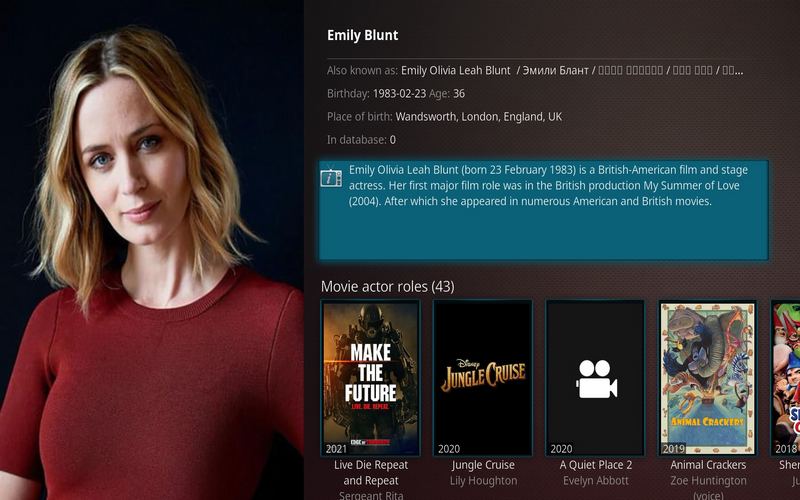 Emily Blunt
Also known as: Emily Olivia Leah Blunt / Эмили Блант /
Birthday: 1983-02-23 Age: 36
Place of birth: Wandsworth, London, England, UK
In database: 0
Emily Olivia Leah Blunt (born 23 February 1983) is a British-American film and stage
actress. Her first major film role was in the British production My Summer of Love
(2004). After which she appeared in numerous American and British movies.
Movie actor roles (43)
MAKE
THE
FUTURE
LIVE. DIE. REPEAT
EDGE OF TOMORROW
2021
Disney
JUNGLE CRUISE
2020
2020
ANIMAL CRACKERS
2019
2018
Live Die Repeat
and Repeat
Sergeant Rita
Jungle Cruise
Lily Houghton
A Quiet Place 2
Evelyn Abbott
Animal Crackers
Zoe Huntington
(voice)